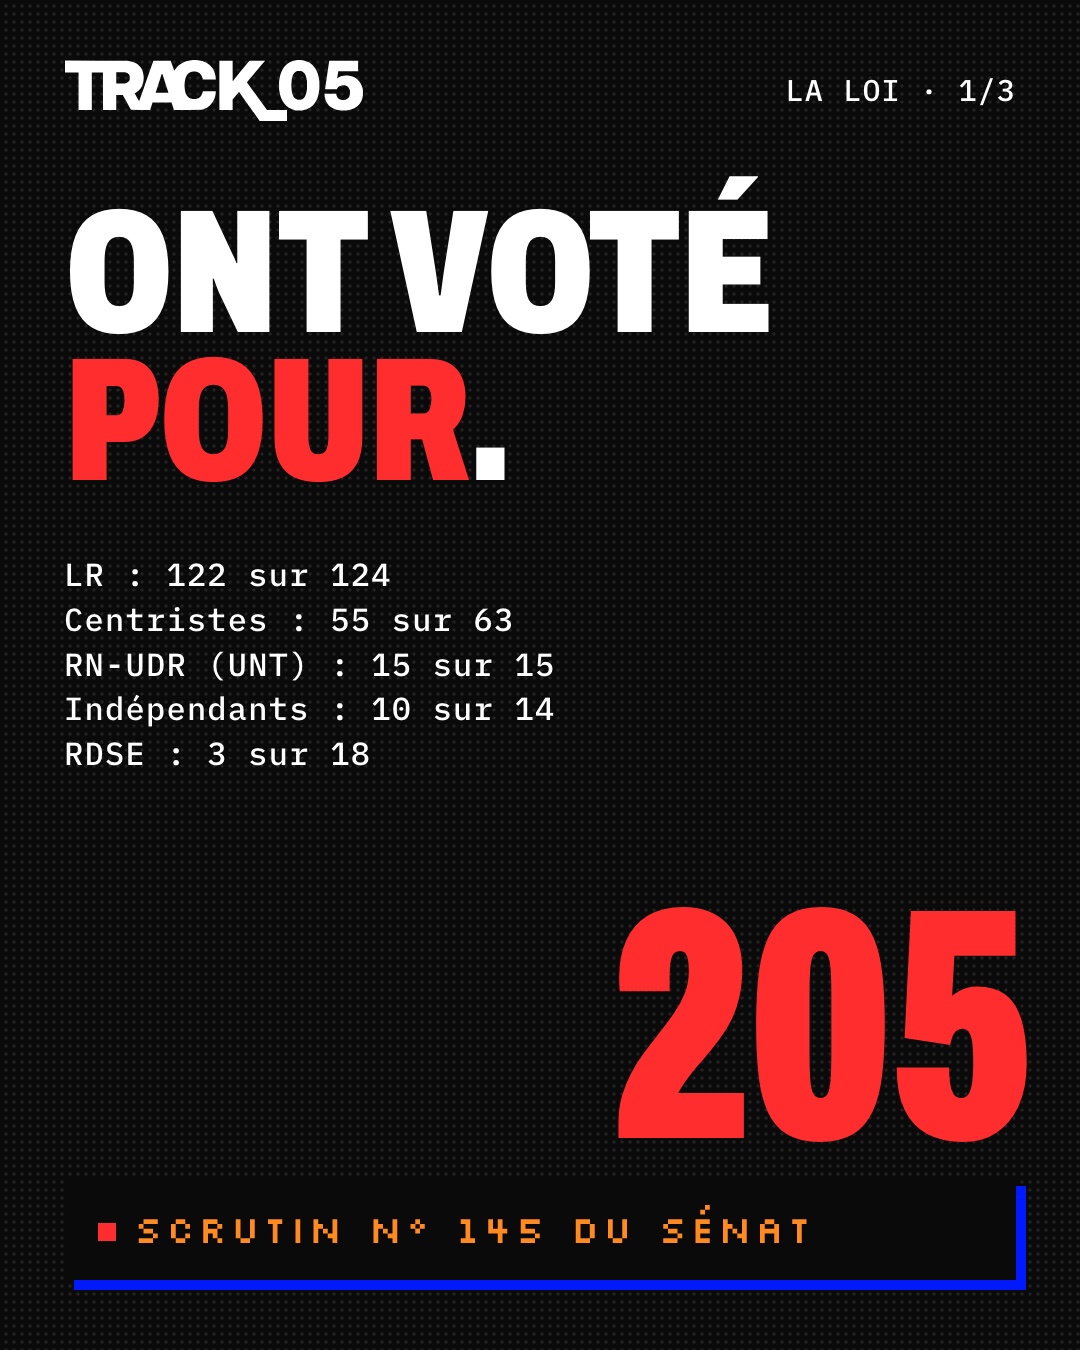 TRACK_05
LA LOI · 1/3
ONT VOTÉ
POUR.
LR : 122 sur 124
Centristes : 55 sur 63
RN-UDR (UNT) : 15 sur 15
Indépendants : 10 sur 14
RDSE : 3 sur 18
205
SCRUTIN N° 145 DU SÉNAT